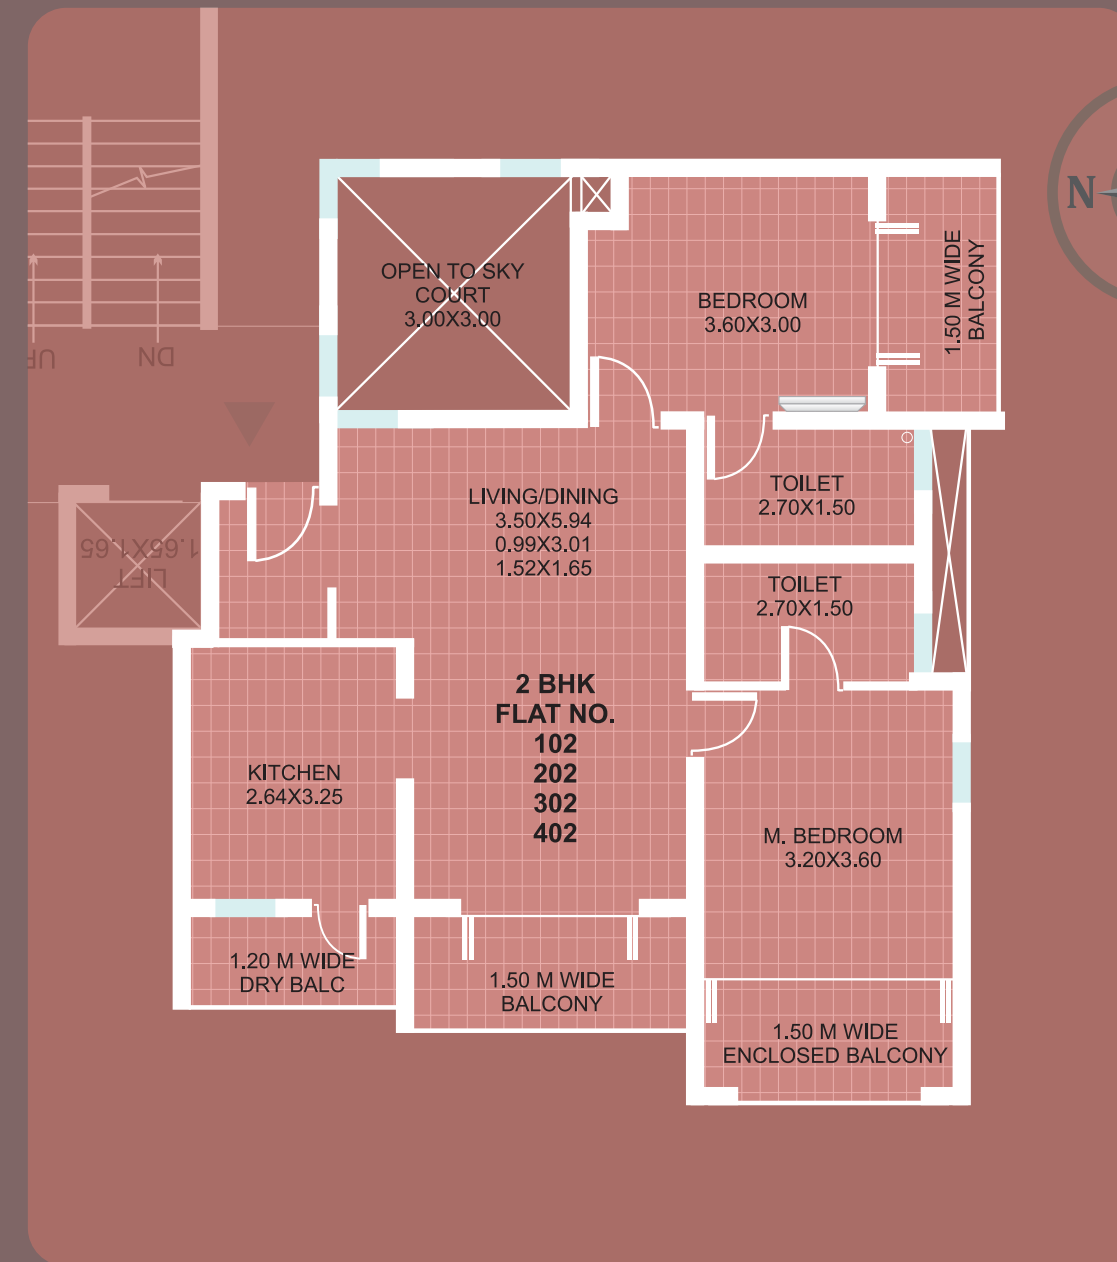 N
OPEN TO SKY
COURT
3.00X3.00
BEDROOM
3.60X3.00
1.50 M WIDE
BALCONY
UP
DN
LIVING/DINING
3.50X5.94
0.99X3.01
1.52X1.65
TOILET
2.70X1.50
LIFT
1.65X1.65
TOILET
2.70X1.50
2 BHK
FLAT NO.
102
202
302
402
KITCHEN
2.64X3.25
M. BEDROOM
3.20X3.60
1.20 M WIDE
DRY BALC
1.50 M WIDE
BALCONY
1.50 M WIDE
ENCLOSED BALCONY